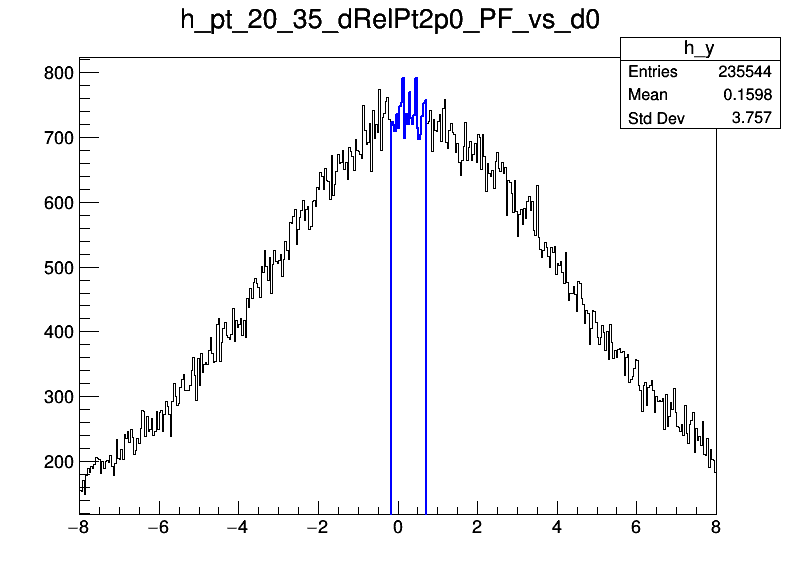 h_pt_20_35_dRelPt2p0_PF_vs_d0
h_y
Entries 235544
Mean 0.1598
Std Dev 3.757
800
700
600
500
400
300
200
−8 −6 −4 −2 0 2 4 6 8